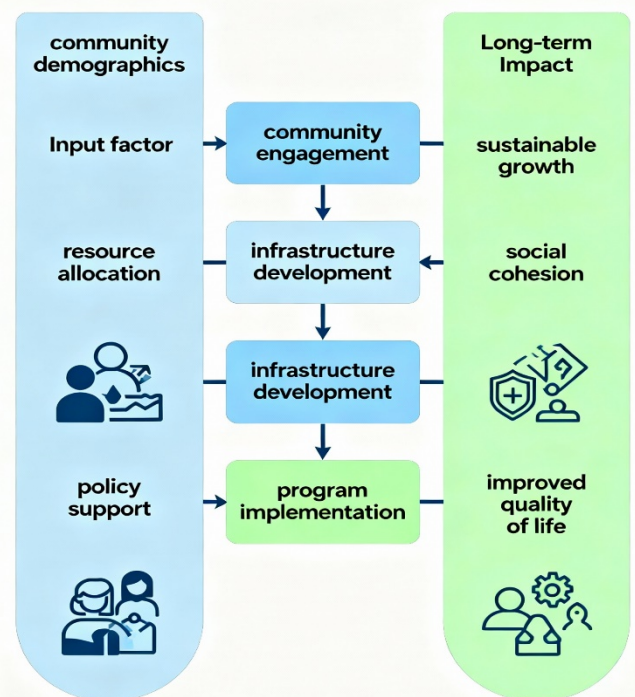 community
demographics
Input factor
resource
allocation
policy
support
community
engagement
infrastructure
development
infrastructure
development
program
implementation
Long-term
Impact
sustainable
growth
social
cohesion
improved
quality
of life